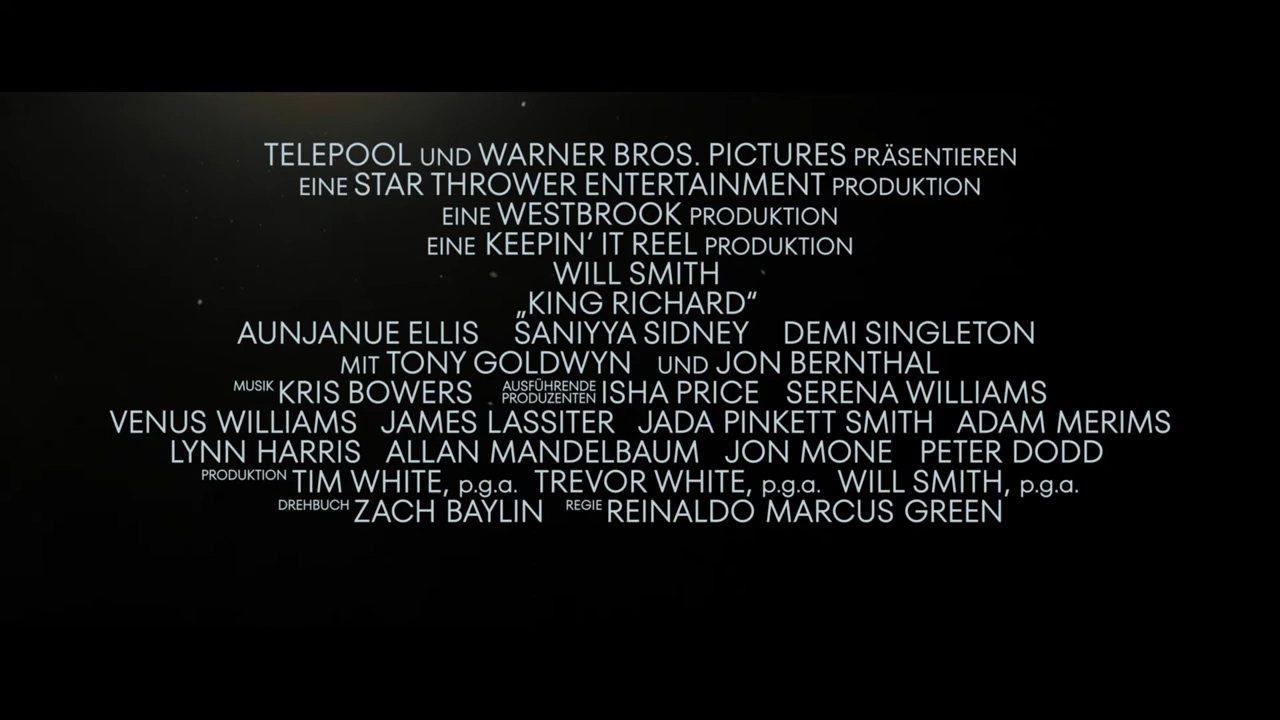 TELEPOOL UND WARNER BROS. PICTURES PRÄSENTIEREN
EINE STAR THROWER ENTERTAINMENT PRODUKTION
EINE WESTBROOK PRODUKTION
EINE KEEPIN’ IT REEL PRODUKTION
WILL SMITH
„KING RICHARD“
AUNJANUE ELLIS SANIYYA SIDNEY DEMI SINGLETON
MIT TONY GOLDWYN UND JON BERNTHAL
MUSIK KRIS BOWERS AUSFÜHRENDE PRODUZENTEN ISHA PRICE SERENA WILLIAMS
VENUS WILLIAMS JAMES LASSITER JADA PINKETT SMITH ADAM MERIMS
LYNN HARRIS ALLAN MANDELBAUM JON MONE PETER DODD
PRODUKTION TIM WHITE, p.g.a. TREVOR WHITE, p.g.a. WILL SMITH, p.g.a.
DREHBUCH ZACH BAYLIN REGIE REINALDO MARCUS GREEN